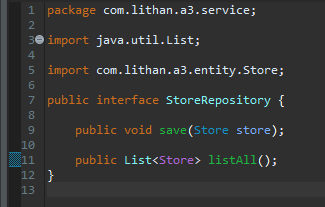 1 package com.lithan.a3.service;
2
3 import java.util.List;
4
5 import com.lithan.a3.entity.Store;
6
7 public interface StoreRepository {
8
9     public void save(Store store);
10
11     public List<Store> listAll();
12 }
13